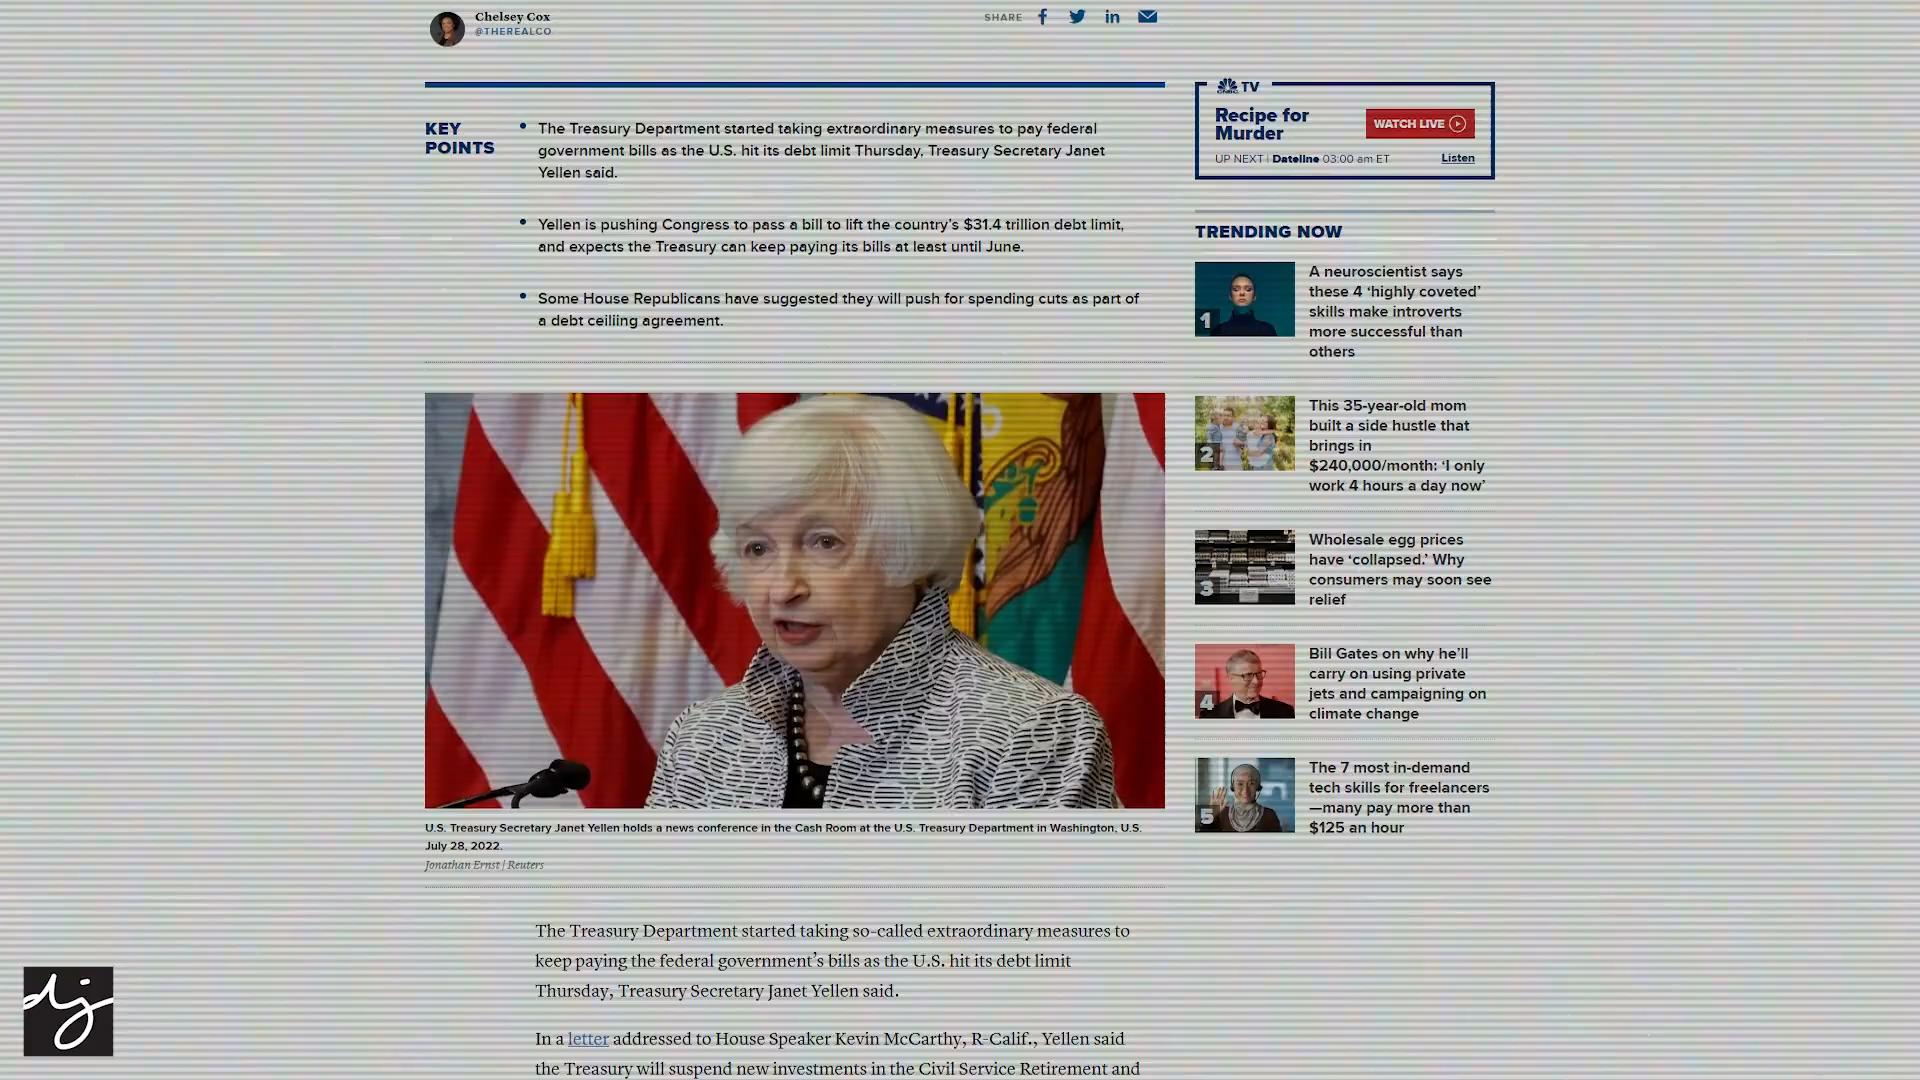 Chelsey Cox
@THEREALCO
SHARE
KEY
POINTS
The Treasury Department started taking extraordinary measures to pay federal
government bills as the U.S. hit its debt limit Thursday, Treasury Secretary Janet
Yellen said.
Yellen is pushing Congress to pass a bill to lift the country’s $31.4 trillion debt limit,
and expects the Treasury can keep paying its bills at least until June.
Some House Republicans have suggested they will push for spending cuts as part of
a debt ceiliing agreement.
U.S. Treasury Secretary Janet Yellen holds a news conference in the Cash Room at the U.S. Treasury Department in Washington, U.S.
July 28, 2022.
Jonathan Ernst | Reuters
The Treasury Department started taking so-called extraordinary measures to
keep paying the federal government’s bills as the U.S. hit its debt limit
Thursday, Treasury Secretary Janet Yellen said.
In a letter addressed to House Speaker Kevin McCarthy, R-Calif., Yellen said
the Treasury will suspend new investments in the Civil Service Retirement and
CNBC TV
Recipe for
Murder
WATCH LIVE
UP NEXT | Dateline 03:00 am ET
Listen
TRENDING NOW
1
A neuroscientist says
these 4 ‘highly coveted’
skills make introverts
more successful than
others
2
This 35-year-old mom
built a side hustle that
brings in
$240,000/month: ‘I only
work 4 hours a day now’
3
Wholesale egg prices
have ‘collapsed.’ Why
consumers may soon see
relief
4
Bill Gates on why he’ll
carry on using private
jets and campaigning on
climate change
5
The 7 most in-demand
tech skills for freelancers
—many pay more than
$125 an hour
dj